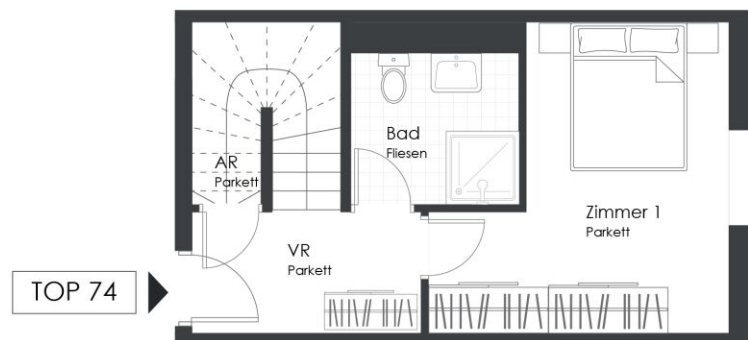 AR
Parkett
Bad
Fliesen
Zimmer 1
Parkett
VR
Parkett
TOP 74